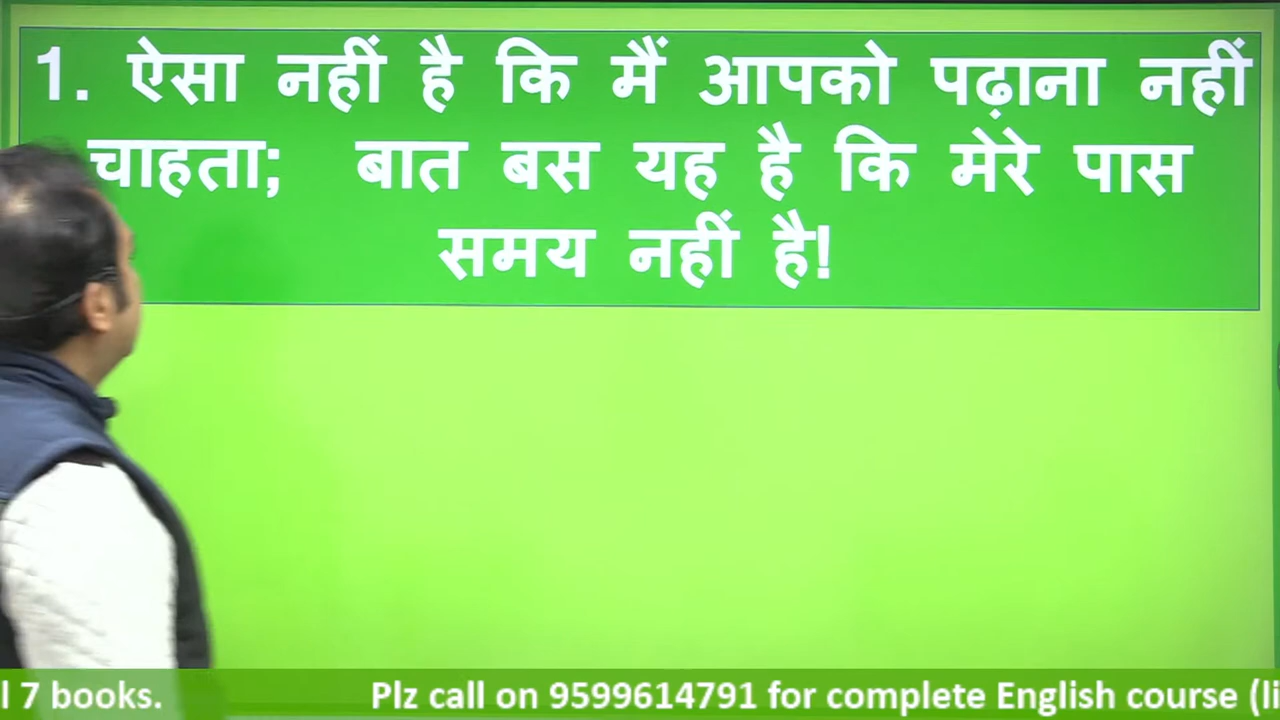 1. ऐसा नहीं है कि मैं आपको पढ़ाना नहीं
चाहता; बात बस यह है कि मेरे पास
समय नहीं है!
l 7 books. Plz call on 9599614791 for complete English course (li